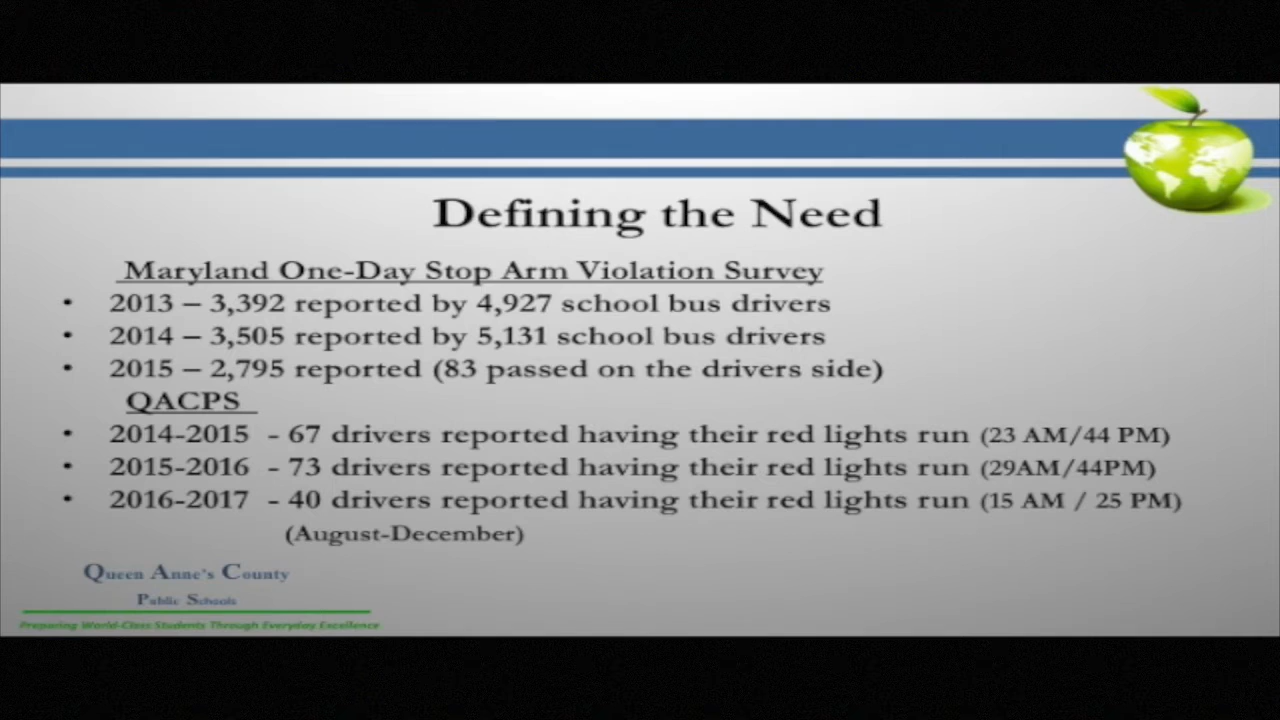 Defining the Need
Maryland One-Day Stop Arm Violation Survey
• 2013 – 3,392 reported by 4,927 school bus drivers
• 2014 – 3,505 reported by 5,131 school bus drivers
• 2015 – 2,795 reported (83 passed on the drivers side)
QACPS
• 2014-2015 - 67 drivers reported having their red lights run (23 AM/44 PM)
• 2015-2016 - 73 drivers reported having their red lights run (29AM/44PM)
• 2016-2017 - 40 drivers reported having their red lights run (15 AM / 25 PM)
(August-December)
Queen Anne's County
Public Schools
Preparing World-Class Students Through Everyday Excellence